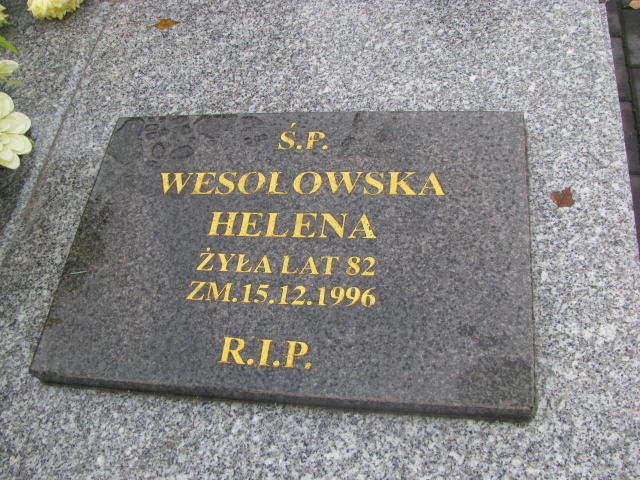 Ś.P.
WESOŁOWSKA
HELENA
ŻYŁA LAT 82
ZM.15.12.1996
R.I.P.